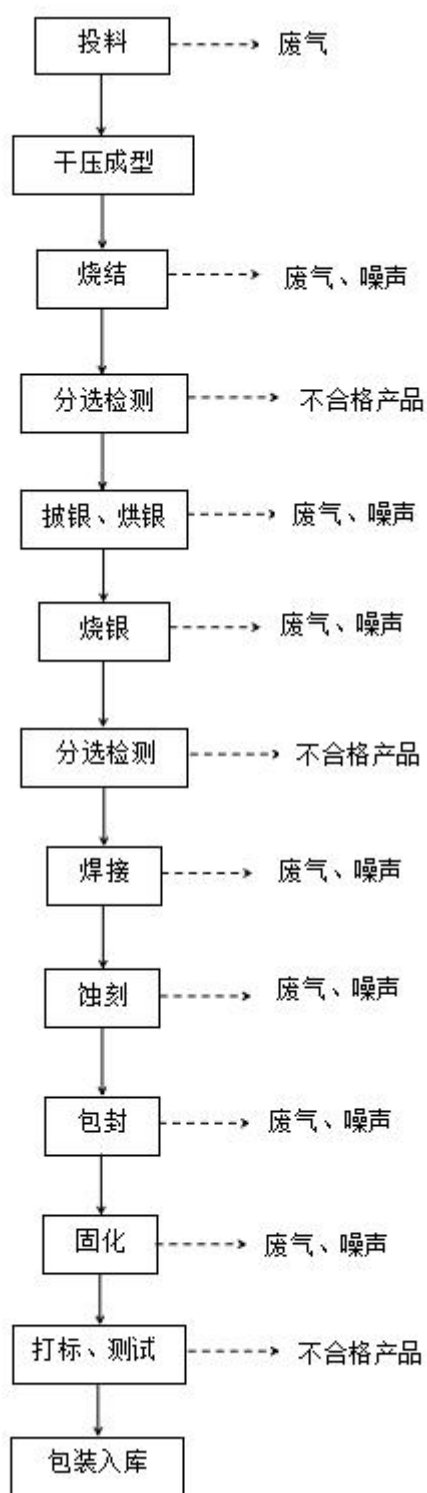 投料 废气
干压成型
烧结 废气、噪声
分选检测 不合格产品
披银、烘银 废气、噪声
烧银 废气、噪声
分选检测 不合格产品
焊接 废气、噪声
蚀刻 废气、噪声
包封 废气、噪声
固化 废气、噪声
打标、测试 不合格产品
包装入库